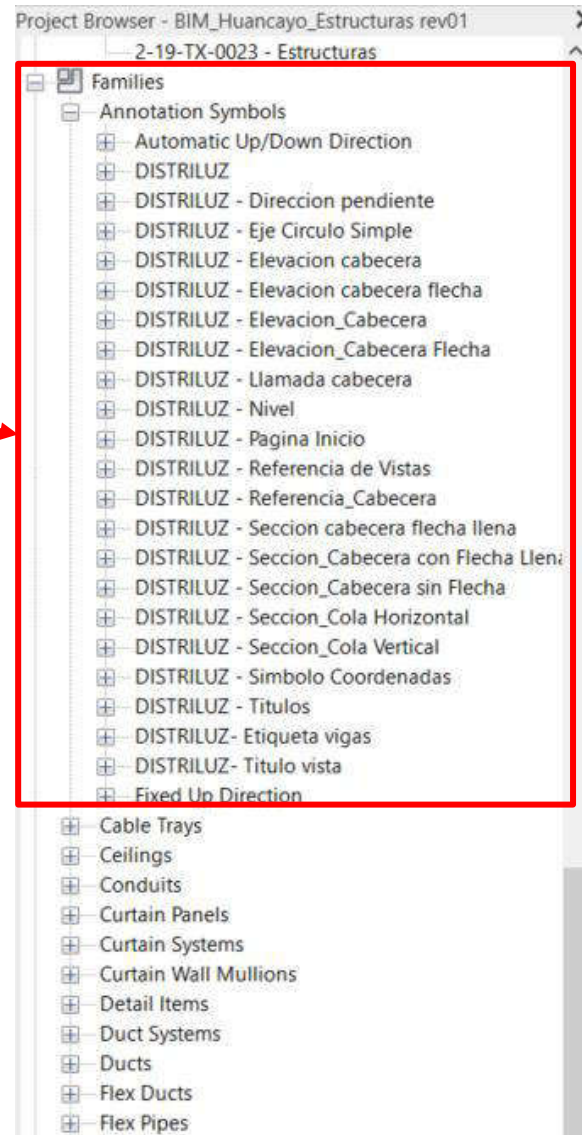 Project Browser - BIM_Huancayo_Estructuras rev01
2-19-TX-0023 - Estructuras
Families
Annotation Symbols
Automatic Up/Down Direction
DISTRILUZ
DISTRILUZ - Direccion pendiente
DISTRILUZ - Eje Circulo Simple
DISTRILUZ - Elevacion cabecera
DISTRILUZ - Elevacion cabecera flecha
DISTRILUZ - Elevacion_Cabecera
DISTRILUZ - Elevacion_Cabecera Flecha
DISTRILUZ - Llamada cabecera
DISTRILUZ - Nivel
DISTRILUZ - Pagina Inicio
DISTRILUZ - Referencia de Vistas
DISTRILUZ - Referencia_Cabecera
DISTRILUZ - Seccion cabecera flecha llena
DISTRILUZ - Seccion_Cabecera con Flecha Llena
DISTRILUZ - Seccion_Cabecera sin Flecha
DISTRILUZ - Seccion_Cola Horizontal
DISTRILUZ - Seccion_Cola Vertical
DISTRILUZ - Simbolo Coordenadas
DISTRILUZ - Titulos
DISTRILUZ- Etiqueta vigas
DISTRILUZ- Titulo vista
Fixed Up Direction
Cable Trays
Ceilings
Conduits
Curtain Panels
Curtain Systems
Curtain Wall Mullions
Detail Items
Duct Systems
Ducts
Flex Ducts
Flex Pipes